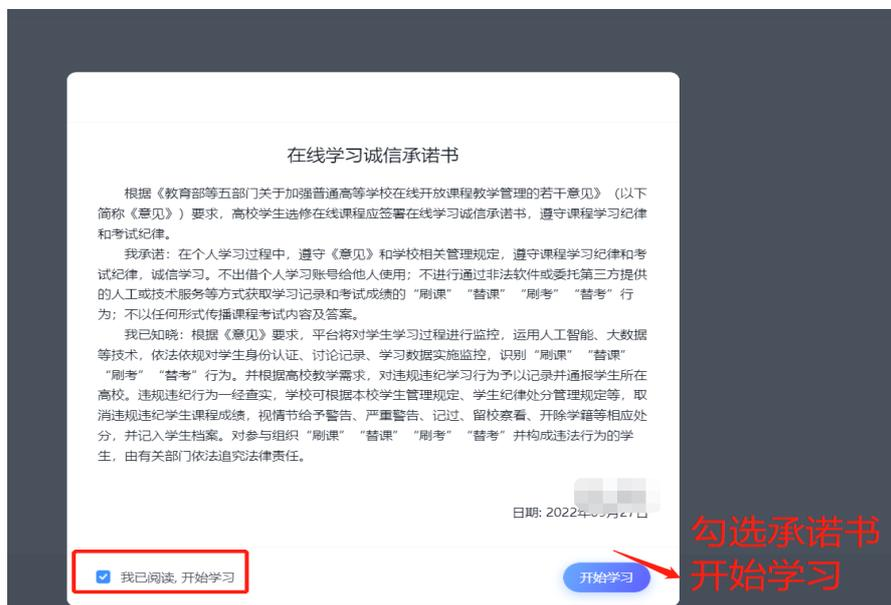 在线学习诚信承诺书
根据《教育部等五部门关于加强普通高等学校在线开放课程教学管理的若干意见》（以下
简称《意见》）要求，高校学生选修在线课程应签署在线学习诚信承诺书，遵守课程学习纪律
和考试纪律。
我承诺：在个人学习过程中，遵守《意见》和学校相关管理规定，遵守课程学习纪律和考
试纪律，诚信学习。不出借个人学习账号给他人使用；不进行通过非法软件或委托第三方提供
的人工或技术服务等方式获取学习记录和考试成绩的“刷课”“替课”“刷考”“替考”行
为；不以任何形式传播课程考试内容及答案。
我已知晓：根据《意见》要求，平台将对学生学习过程进行监控，运用人工智能、大数据
等技术，依法依规对学生身份认证、讨论记录、学习数据实施监控，识别“刷课”“替课”
“刷考”“替考”行为。并根据高校教学需求，对违规违纪学习行为予以记录并通报学生所在
高校。违规违纪行为一经查实，学校可根据本校学生管理规定、学生纪律处分管理规定等，取
消违规违纪学生课程成绩，视情节给予警告、严重警告、记过、留校察看、开除学籍等相应处
分，并记入学生档案。对参与组织“刷课”“替课”“刷考”“替考”并构成违法行为的学
生，由有关部门依法追究法律责任。
日期: 2022年09月27日
勾选承诺书
我已阅读, 开始学习
开始学习
开始学习